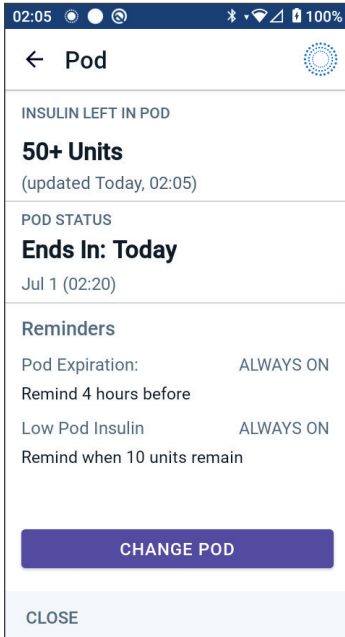 02:05 100%
Pod
INSULIN LEFT IN POD
50+ Units
(updated Today, 02:05)
POD STATUS
Ends In: Today
Jul 1 (02:20)
Reminders
Pod Expiration: ALWAYS ON
Remind 4 hours before
Low Pod Insulin ALWAYS ON
Remind when 10 units remain
CHANGE POD
CLOSE